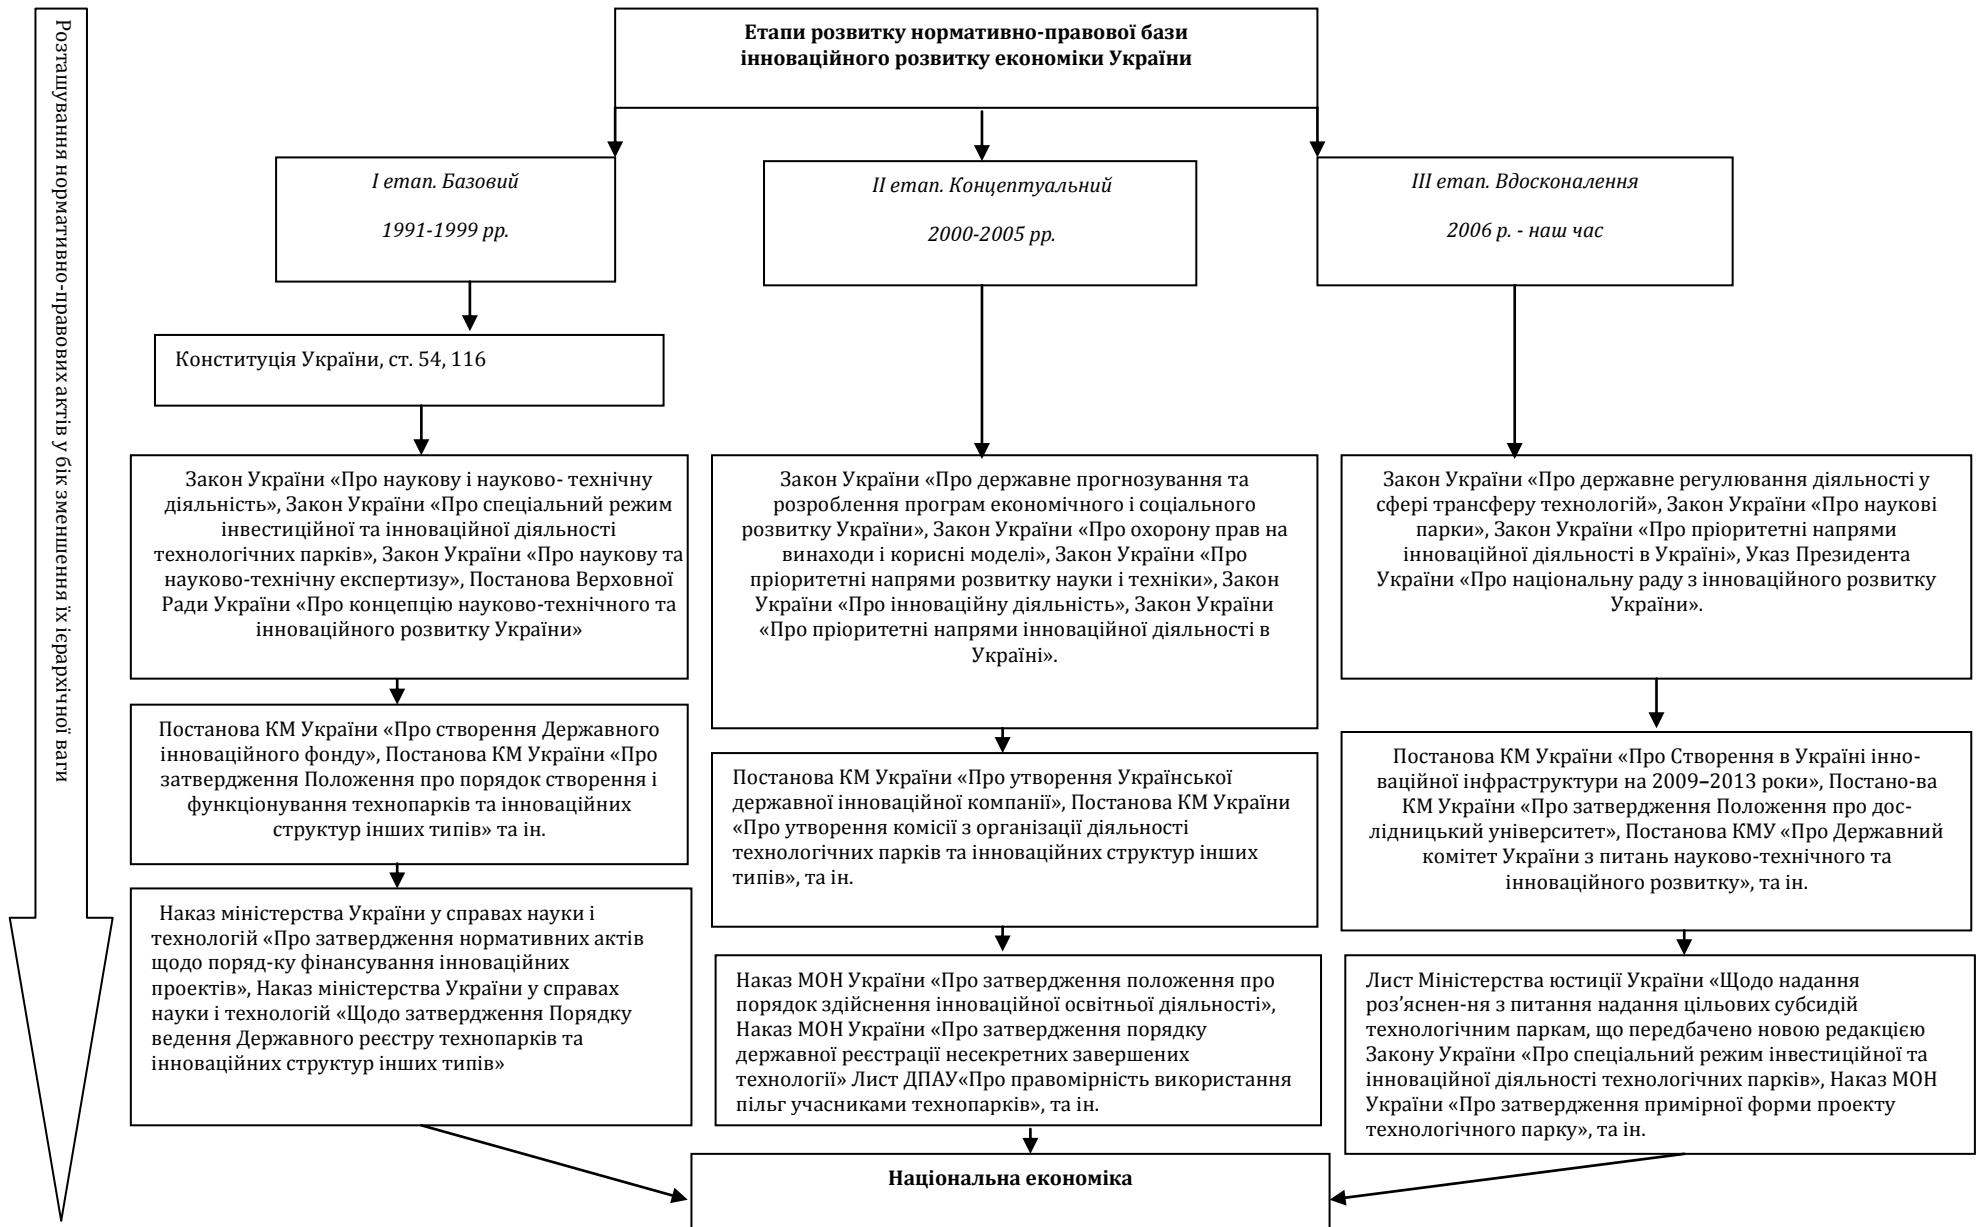 Розташування нормативно-правових актів у бік зменшення їх ієрархічної ваги
Етапи розвитку нормативно-правової бази
інноваційного розвитку економіки України
I етап. Базовий
1991-1999 рр.
II етап. Концептуальний
2000-2005 рр.
III етап. Вдосконалення
2006 р. - наш час
Конституція України, ст. 54, 116
Закон України «Про наукову і науково- технічну
діяльність», Закон України «Про спеціальний режим
інвестиційної та інноваційної діяльності
технологічних парків», Закон України «Про наукову та
науково-технічну експертизу», Постанова Верховної
Ради України «Про концепцію науково-технічного та
інноваційного розвитку України»
Закон України «Про державне прогнозування та
розроблення програм економічного і соціального
розвитку України», Закон України «Про охорону прав на
винаходи і корисні моделі», Закон України «Про
пріоритетні напрями розвитку науки і техніки», Закон
України «Про інноваційну діяльність», Закон України
«Про пріоритетні напрями інноваційної діяльності в
Україні».
Закон України «Про державне регулювання діяльності у
сфері трансферу технологій», Закон України «Про наукові
парки», Закон України «Про пріоритетні напрями
інноваційної діяльності в Україні», Указ Президента
України «Про національну раду з інноваційного розвитку
України».
Постанова КМ України «Про створення Державного
інноваційного фонду», Постанова КМ України «Про
затвердження Положення про порядок створення і
функціонування технопарків та інноваційних
структур інших типів» та ін.
Постанова КМ України «Про утворення Української
державної інноваційної компанії», Постанова КМ України
«Про утворення комісії з організації діяльності
технологічних парків та інноваційних структур інших
типів», та ін.
Постанова КМ України «Про Створення в Україні інно-
ваційної інфраструктури на 2009–2013 роки», Постано-ва
КМ України «Про затвердження Положення про дос-
лідницький університет», Постанова КМУ «Про Державний
комітет України з питань науково-технічного та
інноваційного розвитку», та ін.
Наказ міністерства України у справах науки і
технологій «Про затвердження нормативних актів
щодо поряд-ку фінансування інноваційних
проектів», Наказ міністерства України у справах
науки і технологій «Щодо затвердження Порядку
ведення Державного реєстру технопарків та
інноваційних структур інших типів»
Наказ МОН України «Про затвердження положення про
порядок здійснення інноваційної освітньої діяльності»,
Наказ МОН України «Про затвердження порядку
державної реєстрації несекретних завершених
технології» Лист ДПАУ«Про правомірність використання
пільг учасниками технопарків», та ін.
Лист Міністерства юстиції України «Щодо надання
роз’яснен-ня з питання надання цільових субсидій
технологічним паркам, що передбачено новою редакцією
Закону України «Про спеціальний режим інвестиційної та
інноваційної діяльності технологічних парків», Наказ МОН
України «Про затвердження примірної форми проекту
технологічного парку», та ін.
Національна економіка